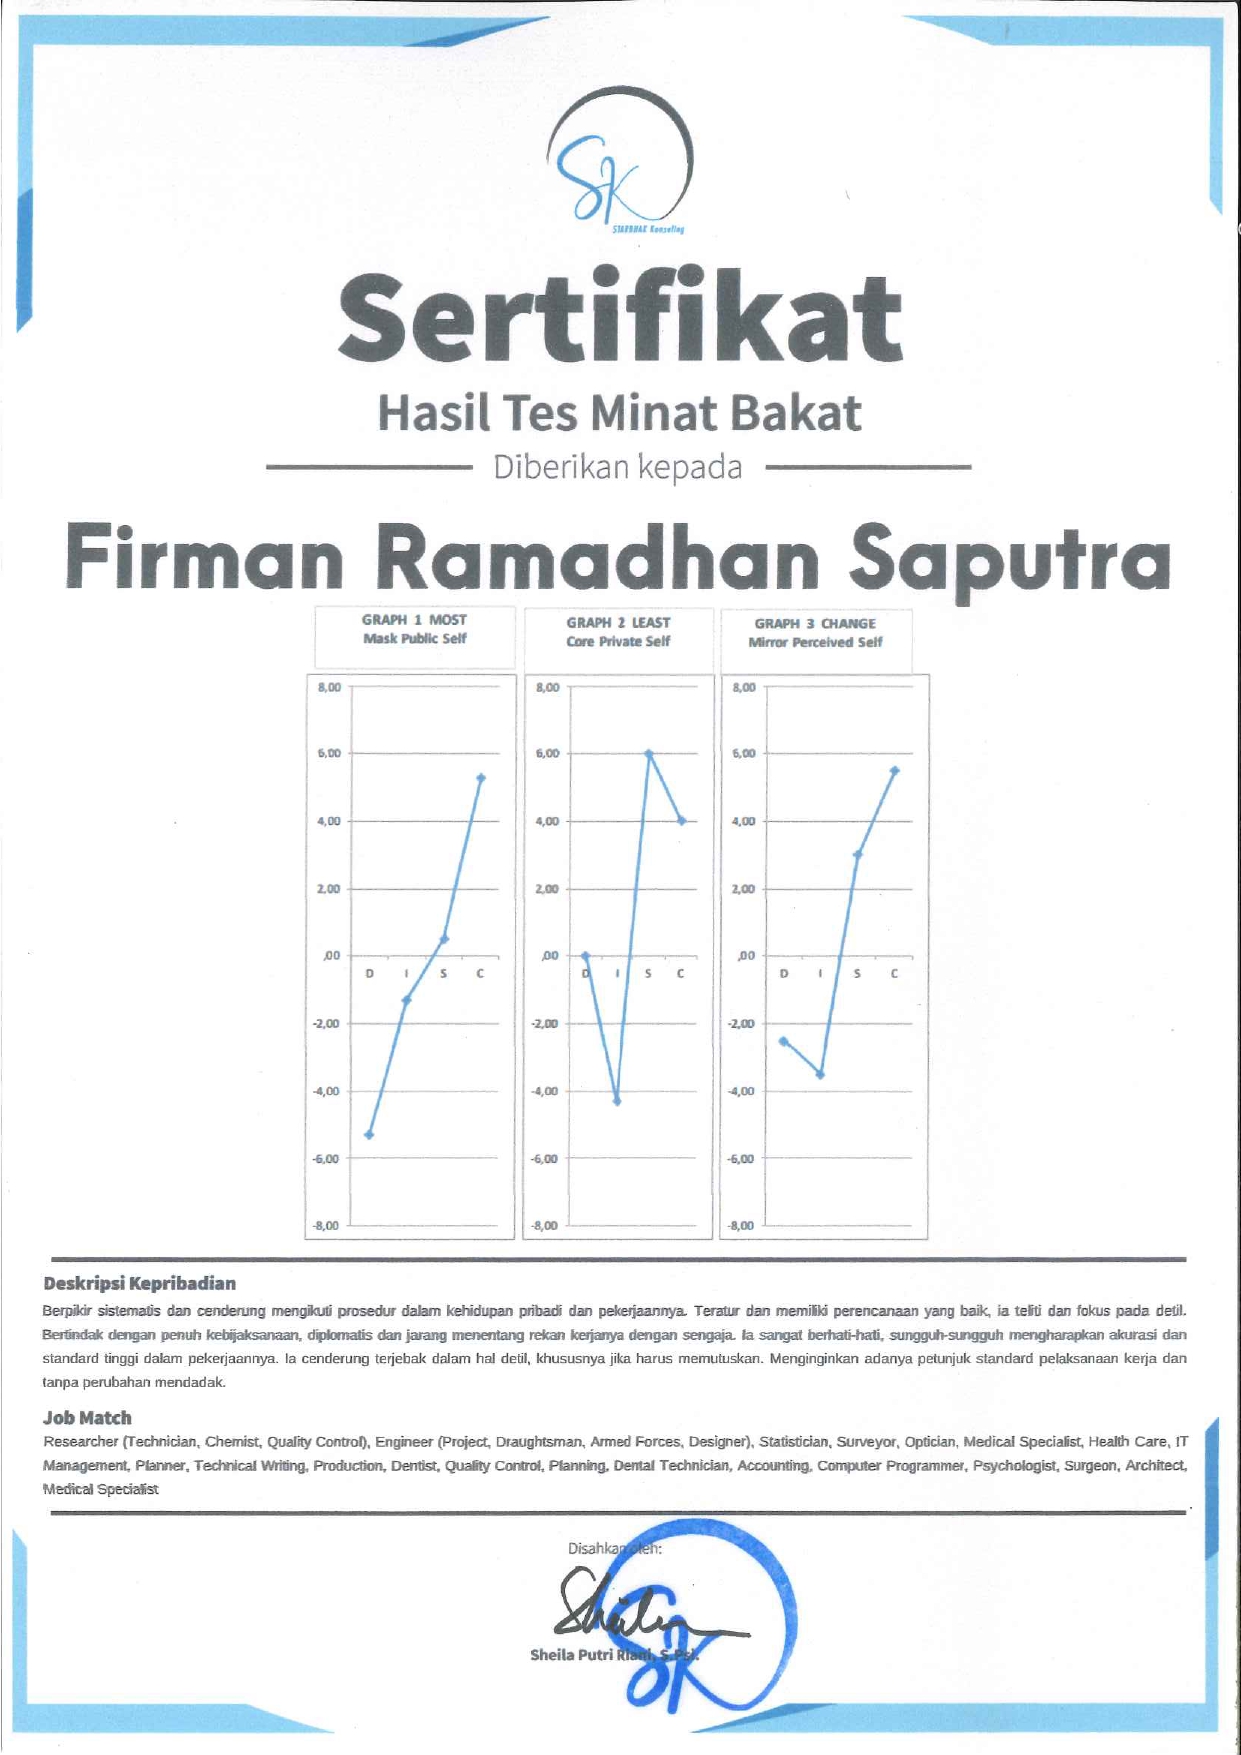 SK
STARBHAK Konseling
Sertifikat
Hasil Tes Minat Bakat
Diberikan kepada
Firman Ramadhan Saputra
GRAPH 1 MOST
Mask Public Self
8,00
6,00
4,00
2,00
,00
-2,00
-4,00
-6,00
-8,00
D I S C
GRAPH 2 LEAST
Core Private Self
8,00
6,00
4,00
2,00
,00
-2,00
-4,00
-6,00
-8,00
D I S C
GRAPH 3 CHANGE
Mirror Perceived Self
8,00
6,00
4,00
2,00
,00
-2,00
-4,00
-6,00
-8,00
D I S C
Deskripsi Kepribadian
Berpikir sistematis dan cenderung mengikuti prosedur dalam kehidupan pribadi dan pekerjaannya. Teratur dan memiliki perencanaan yang baik, ia teliti dan fokus pada detil.
Bertindak dengan penuh kebijaksanaan, diplomatis dan jarang menentang rekan kerjanya dengan sengaja. Ia sangat berhati-hati, sungguh-sungguh mengharapkan akurasi dan
standard tinggi dalam pekerjaannya. Ia cenderung terjebak dalam hal detil, khususnya jika harus memutuskan. Menginginkan adanya petunjuk standard pelaksanaan kerja dan
tanpa perubahan mendadak.
Job Match
Researcher (Technician, Chemist, Quality Control), Engineer (Project, Draughtsman, Armed Forces, Designer), Statistician, Surveyor, Optician, Medical Specialist, Health Care, IT
Management, Planner, Technical Writing, Production, Dentist, Quality Control, Planning, Dental Technician, Accounting, Computer Programmer, Psychologist, Surgeon, Architect,
Medical Specialist
Disahkan oleh:
Sheila
SK
Sheila Putri Riani, S.Psi.